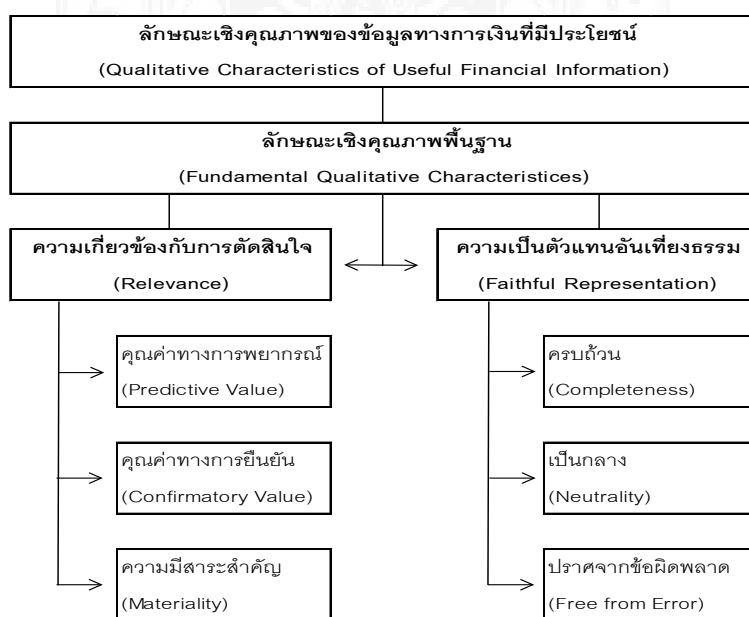 ลักษณะเชิงคุณภาพของข้อมูลทางการเงินที่มีประโยชน์
(Qualitative Characteristics of Useful Financial Information)
ลักษณะเชิงคุณภาพพื้นฐาน
(Fundamental Qualitative Characteristices)
ความเกี่ยวข้องกับการตัดสินใจ
(Relevance)
ความเป็นตัวแทนอันเที่ยงธรรม
(Faithful Representation)
คุณค่าทางการพยากรณ์
(Predictive Value)
ครบถ้วน
(Completeness)
คุณค่าทางการยืนยัน
(Confirmatory Value)
เป็นกลาง
(Neutrality)
ความมีสาระสำคัญ
(Materiality)
ปราศจากข้อผิดพลาด
(Free from Error)